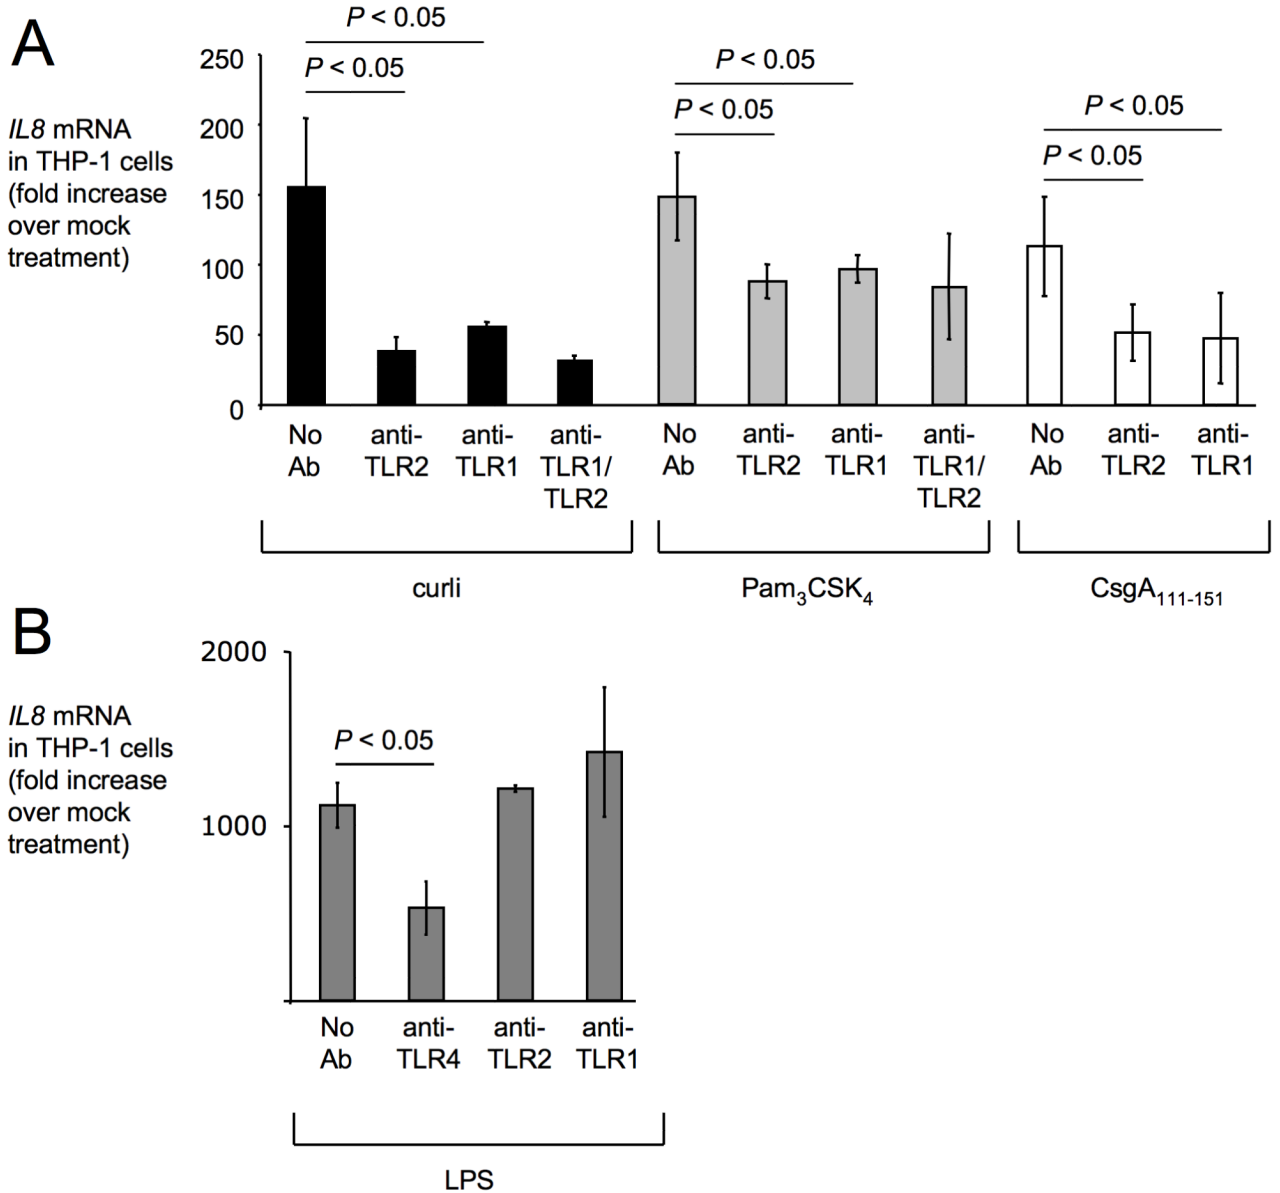 A
P < 0.05
P < 0.05
250
200
150
100
50
0
IL8 mRNA
in THP-1 cells
(fold increase
over mock
treatment)
P < 0.05
P < 0.05
P < 0.05
P < 0.05
No Ab
anti-TLR2
anti-TLR1
anti-TLR1/TLR2
No Ab
anti-TLR2
anti-TLR1
anti-TLR1/TLR2
No Ab
anti-TLR2
anti-TLR1
curli
Pam₃CSK₄
CsgA₁₁₁₋₁₅₁
B
2000
1000
IL8 mRNA
in THP-1 cells
(fold increase
over mock
treatment)
P < 0.05
No Ab
anti-TLR4
anti-TLR2
anti-TLR1
LPS